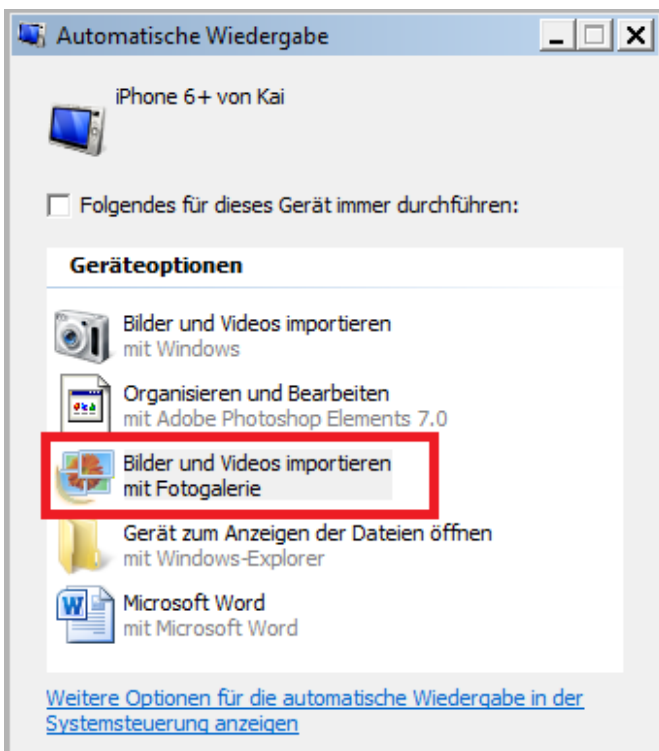 Automatische Wiedergabe
iPhone 6+ von Kai
Folgendes für dieses Gerät immer durchführen:
Geräteoptionen
Bilder und Videos importieren
mit Windows
Organisieren und Bearbeiten
mit Adobe Photoshop Elements 7.0
Bilder und Videos importieren
mit Fotogalerie
Gerät zum Anzeigen der Dateien öffnen
mit Windows-Explorer
Microsoft Word
mit Microsoft Word
Weitere Optionen für die automatische Wiedergabe in der
Systemsteuerung anzeigen